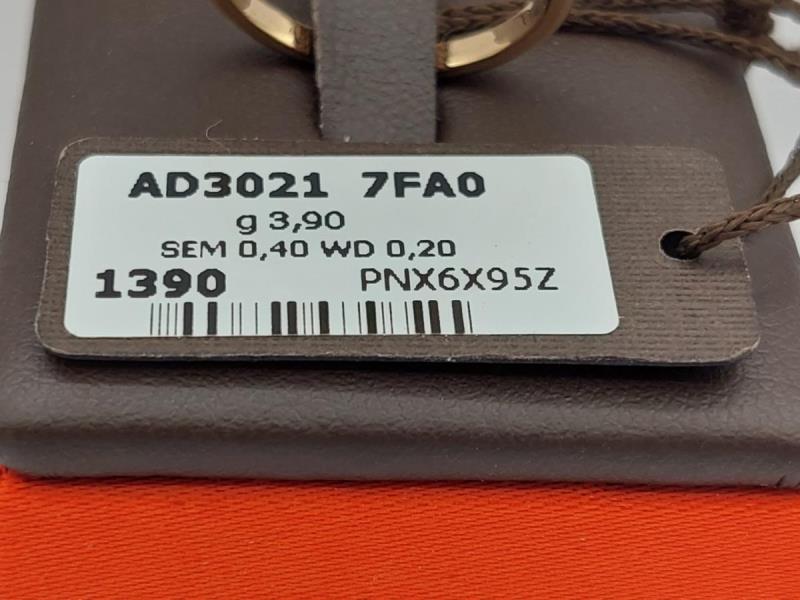 AD3021 7FA0
g 3,90
SEM 0,40 WD 0,20
1390 PNX6X95Z